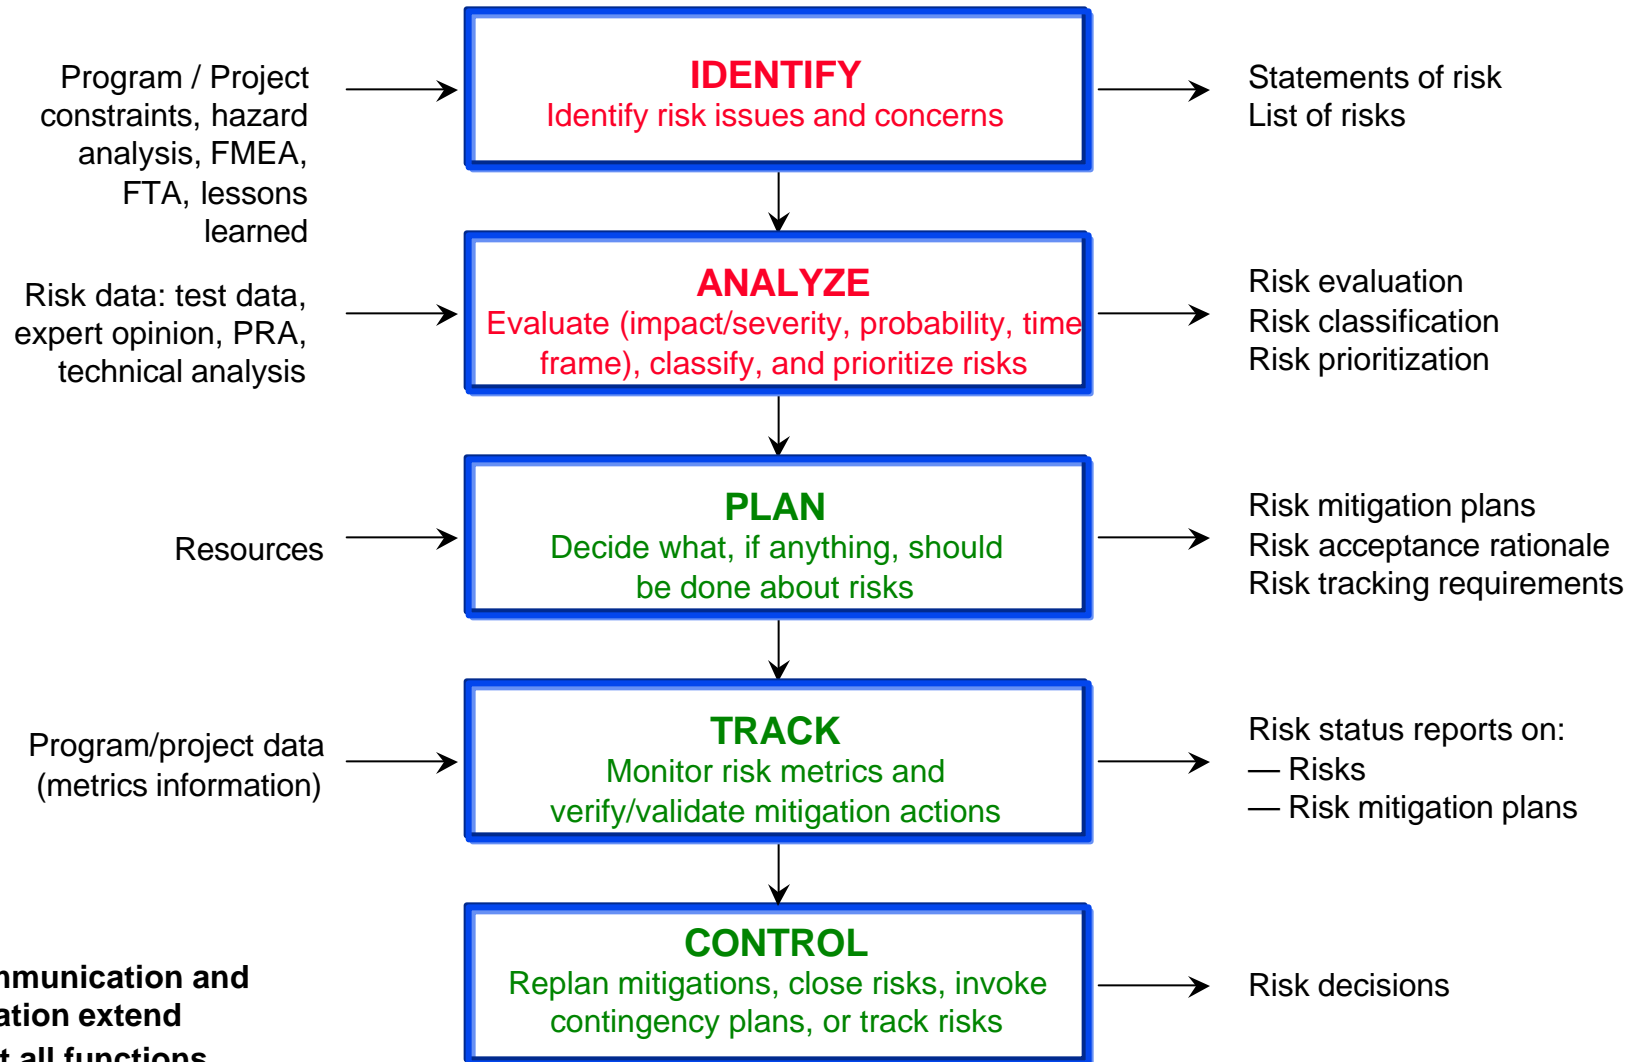 Program / Project
constraints, hazard
analysis, FMEA,
FTA, lessons
learned
IDENTIFY
Identify risk issues and concerns
Statements of risk
List of risks
Risk data: test data,
expert opinion, PRA,
technical analysis
ANALYZE
Evaluate (impact/severity, probability, time
frame), classify, and prioritize risks
Risk evaluation
Risk classification
Risk prioritization
Resources
PLAN
Decide what, if anything, should
be done about risks
Risk mitigation plans
Risk acceptance rationale
Risk tracking requirements
Program/project data
(metrics information)
TRACK
Monitor risk metrics and
verify/validate mitigation actions
Risk status reports on:
— Risks
— Risk mitigation plans
CONTROL
Replan mitigations, close risks, invoke
contingency plans, or track risks
Risk decisions
and
extend
all functions